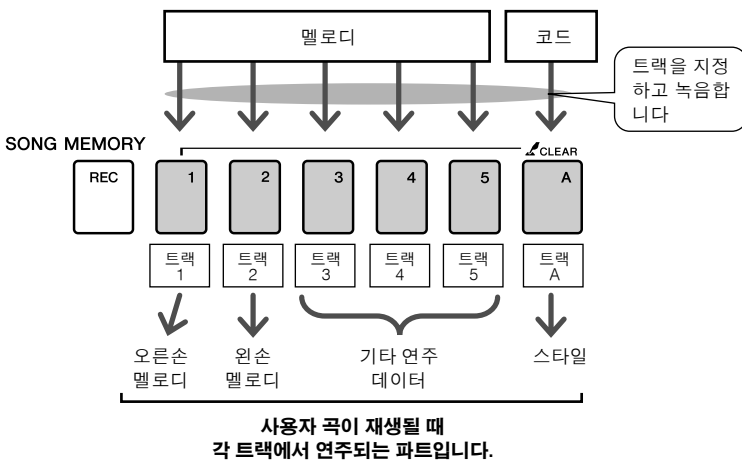 멜로디
코드
트랙을 지정
하고 녹음합
니다
SONG MEMORY
CLEAR
REC
1
2
3
4
5
A
트랙
1
트랙
2
트랙
3
트랙
4
트랙
5
트랙
A
오른손
멜로디
왼손
멜로디
기타 연주
데이터
스타일
사용자 곡이 재생될 때
각 트랙에서 연주되는 파트입니다.